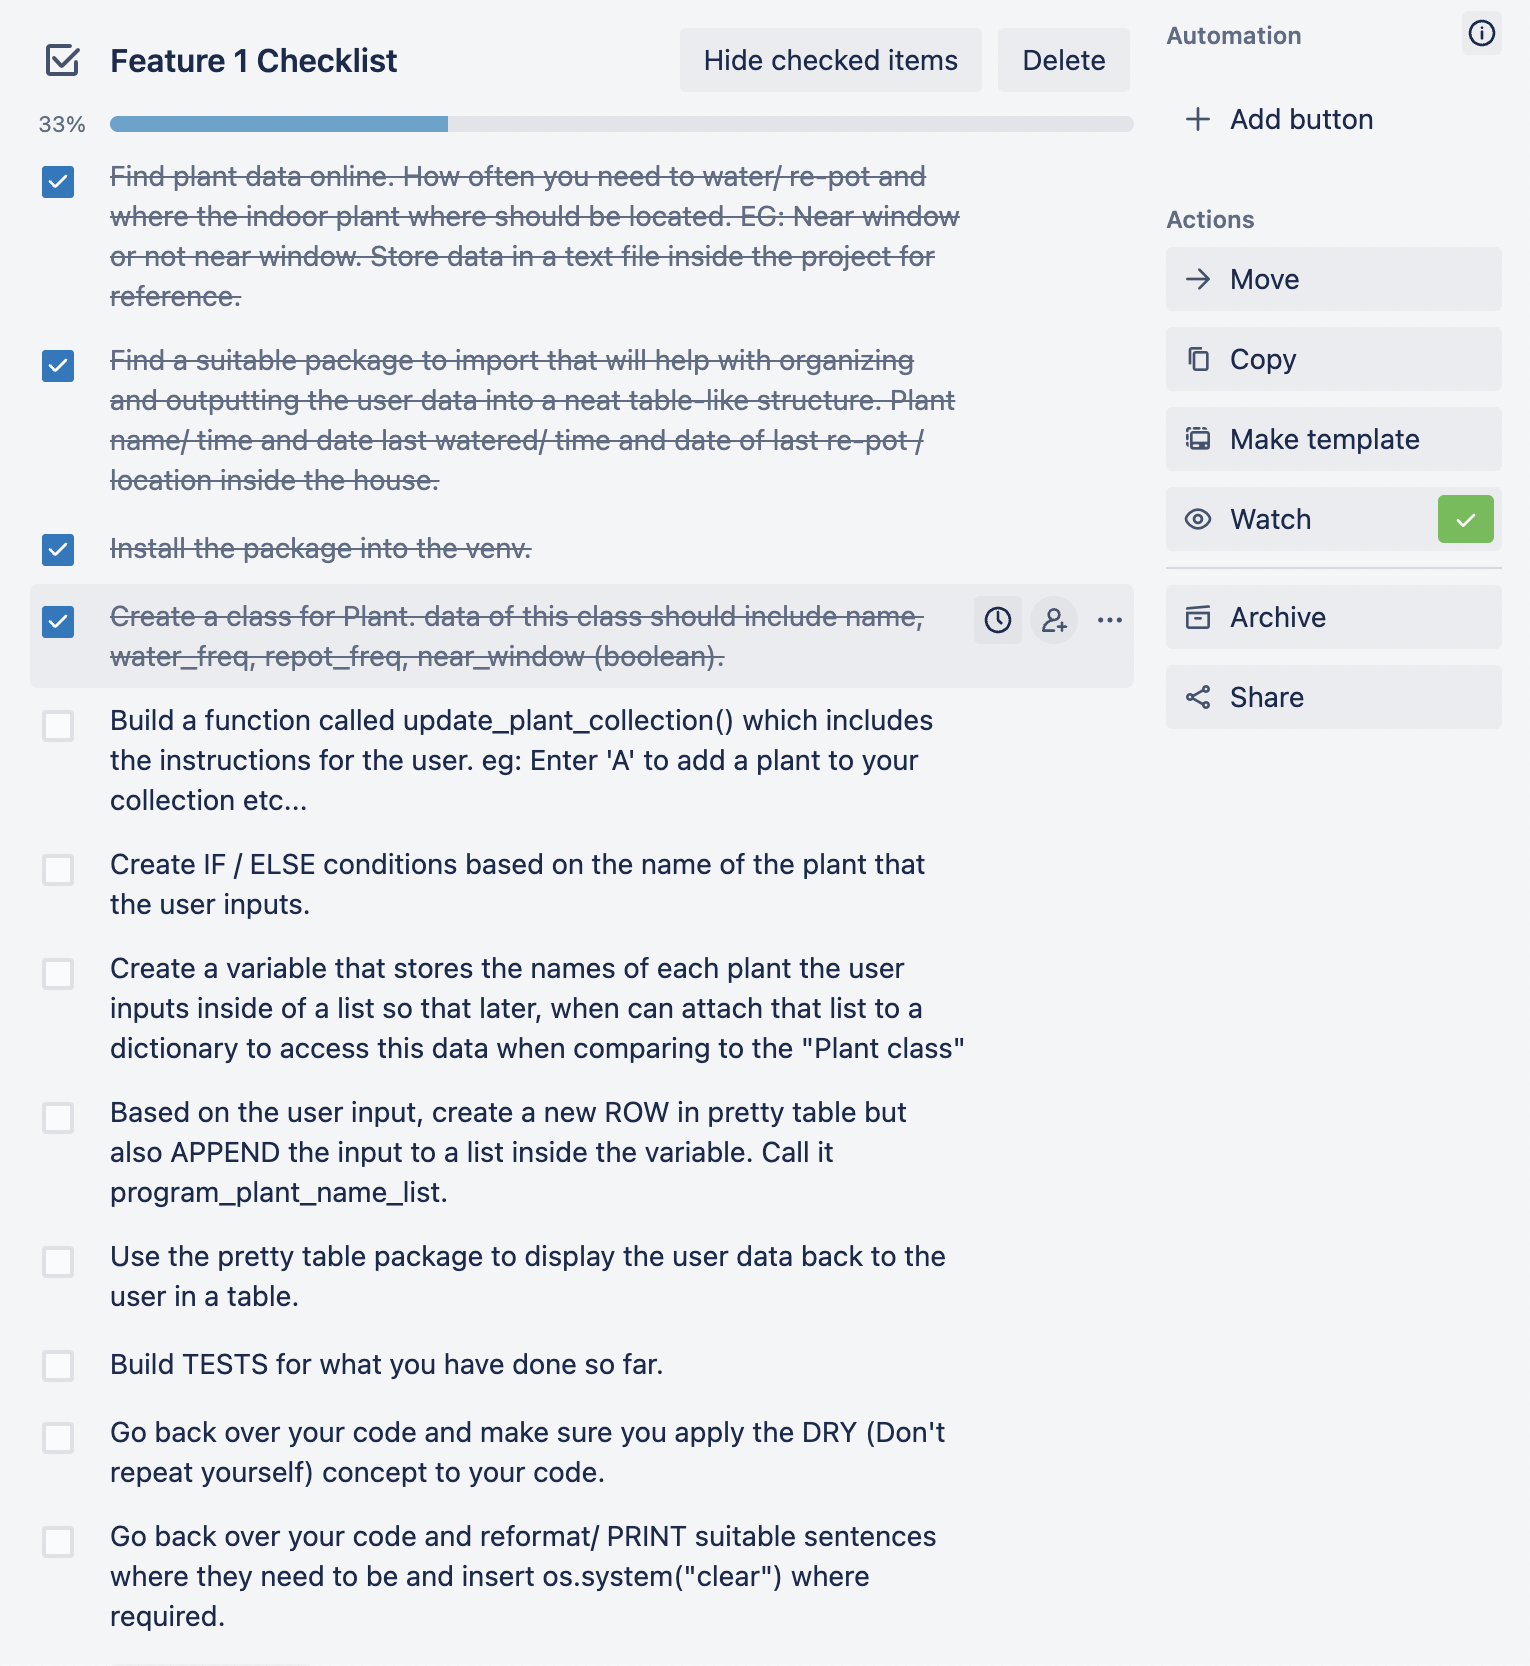 Feature 1 Checklist
Hide checked items
Delete
33%
Find plant data online. How often you need to water/ re-pot and
where the indoor plant where should be located. EG: Near window
or not near window. Store data in a text file inside the project for
reference.
Find a suitable package to import that will help with organizing
and outputting the user data into a neat table-like structure. Plant
name/ time and date last watered/ time and date of last re-pot /
location inside the house.
Install the package into the venv.
Create a class for Plant. data of this class should include name,
water_freq, repot_freq, near_window (boolean).
Build a function called update_plant_collection() which includes
the instructions for the user. eg: Enter 'A' to add a plant to your
collection etc...
Create IF / ELSE conditions based on the name of the plant that
the user inputs.
Create a variable that stores the names of each plant the user
inputs inside of a list so that later, when can attach that list to a
dictionary to access this data when comparing to the "Plant class"
Based on the user input, create a new ROW in pretty table but
also APPEND the input to a list inside the variable. Call it
program_plant_name_list.
Use the pretty table package to display the user data back to the
user in a table.
Build TESTS for what you have done so far.
Go back over your code and make sure you apply the DRY (Don't
repeat yourself) concept to your code.
Go back over your code and reformat/ PRINT suitable sentences
where they need to be and insert os.system("clear") where
required.
Automation
Add button
Actions
Move
Copy
Make template
Watch
Archive
Share